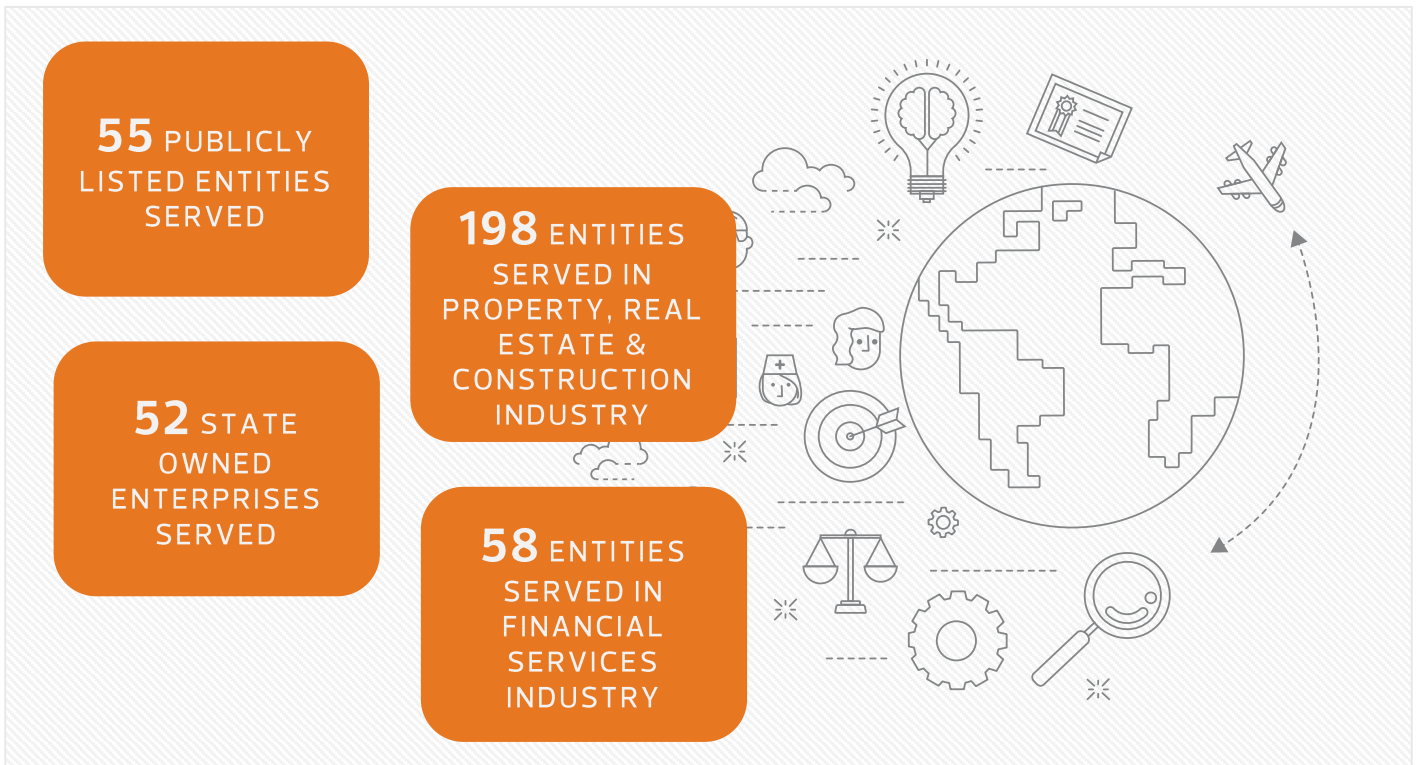 55 PUBLICLY
LISTED ENTITIES
SERVED
198 ENTITIES
SERVED IN
PROPERTY, REAL
ESTATE &
CONSTRUCTION
INDUSTRY
52 STATE
OWNED
ENTERPRISES
SERVED
58 ENTITIES
SERVED IN
FINANCIAL
SERVICES
INDUSTRY